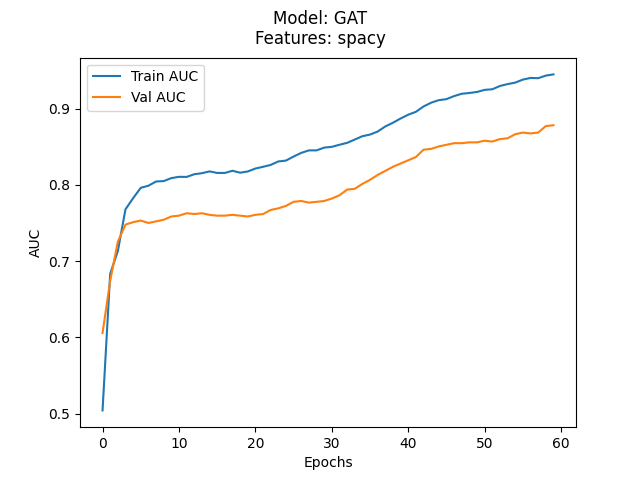 Model: GAT
Features: spacy
Train AUC
Val AUC
AUC
0.9
0.8
0.7
0.6
0.5
0 10 20 30 40 50 60
Epochs